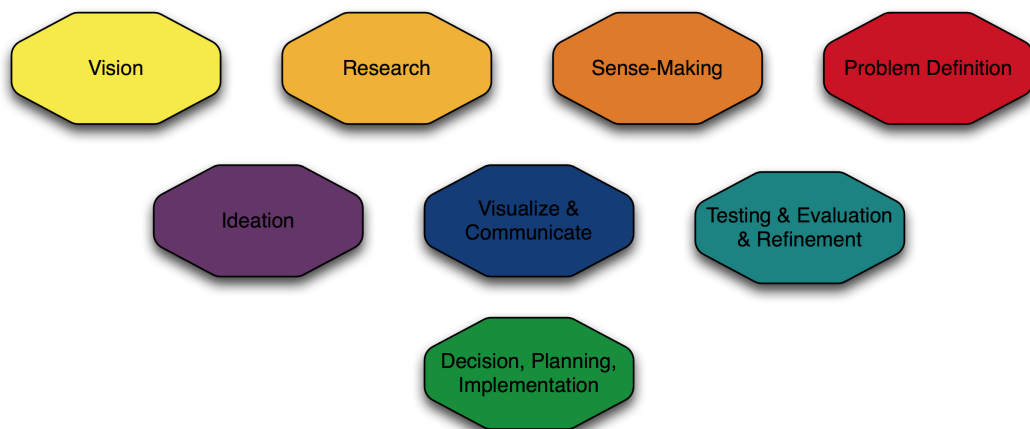 Vision
Research
Sense-Making
Problem Definition
Ideation
Visualize &
Communicate
Testing & Evaluation
& Refinement
Decision, Planning,
Implementation